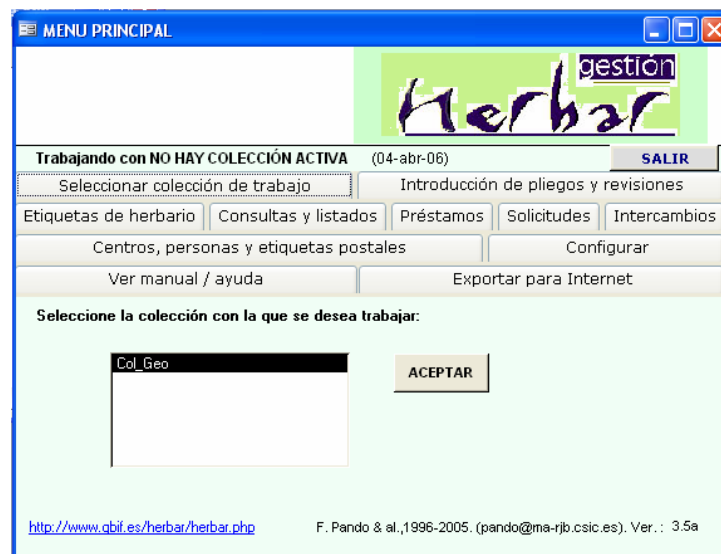 MENU PRINCIPAL
gestión
Herbar
Trabajando con NO HAY COLECCIÓN ACTIVA (04-abr-06) SALIR
Seleccionar colección de trabajo Introducción de pliegos y revisiones
Etiquetas de herbario Consultas y listados Préstamos Solicitudes Intercambios
Centros, personas y etiquetas postales Configurar
Ver manual / ayuda Exportar para Internet
Seleccione la colección con la que se desea trabajar:
Col_Geo ACEPTAR
http://www.gbif.es/herbar/herbar.php F. Pando & al.,1996-2005. (pando@ma-rjb.csic.es). Ver.: 3.5a